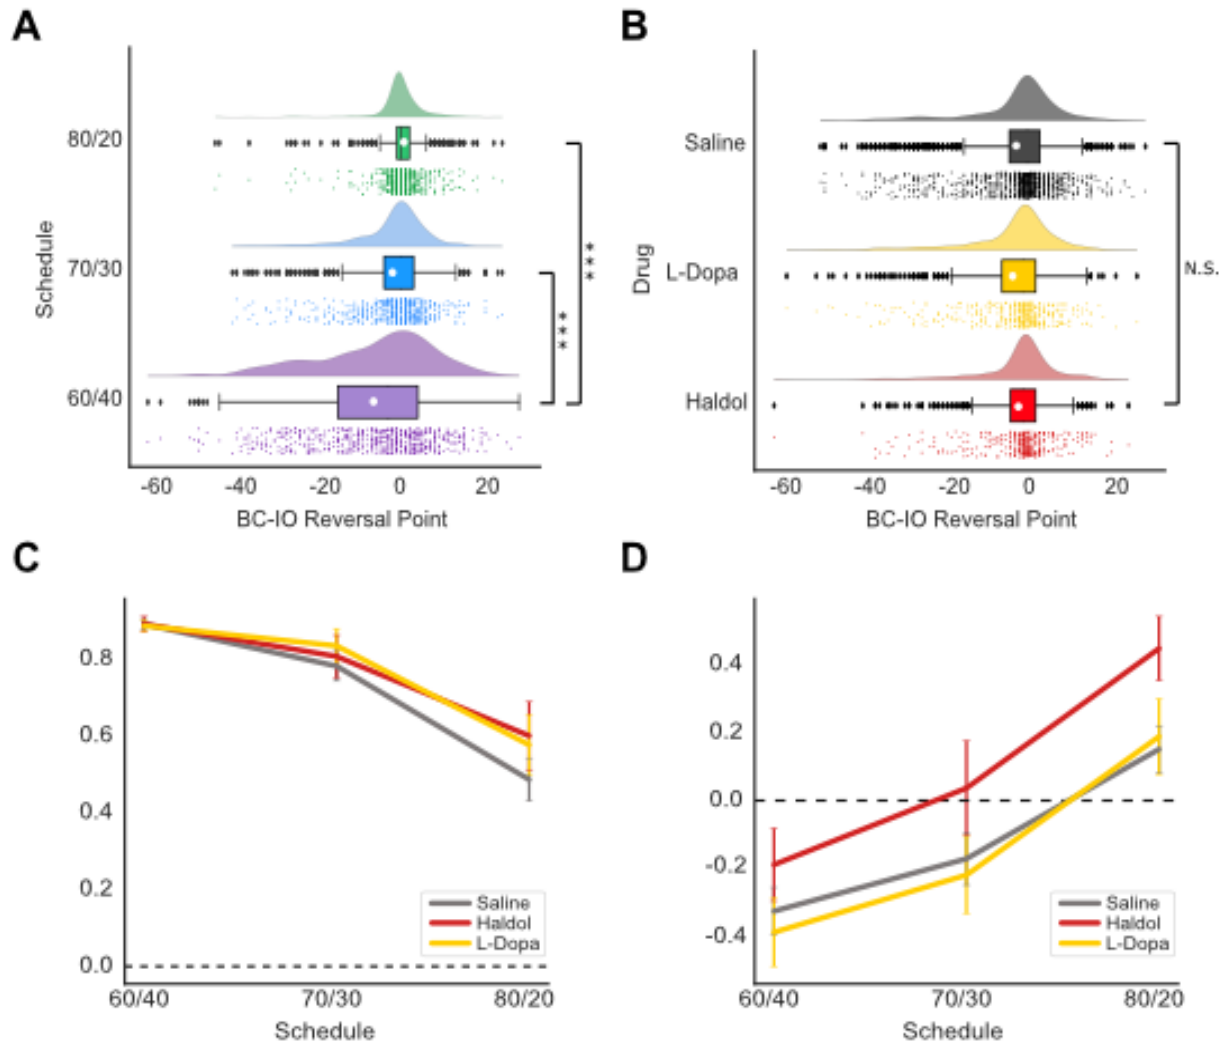 A
80/20
70/30
60/40
Schedule
***
***
-60 -40 -20 0 20
BC-IO Reversal Point
B
Saline
L-Dopa
Haldol
Drug
N.S.
-60 -40 -20 0 20
BC-IO Reversal Point
C
0.8
0.6
0.4
0.2
0.0
Saline
Haldol
L-Dopa
60/40 70/30 80/20
Schedule
D
0.4
0.2
0.0
-0.2
-0.4
Saline
Haldol
L-Dopa
60/40 70/30 80/20
Schedule